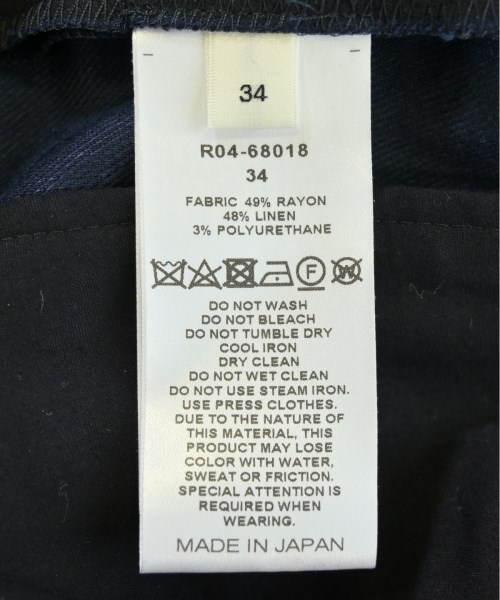 34
R04-68018
34
FABRIC 49% RAYON
48% LINEN
3% POLYURETHANE
F W
DO NOT WASH
DO NOT BLEACH
DO NOT TUMBLE DRY
COOL IRON
DRY CLEAN
DO NOT WET CLEAN
DO NOT USE STEAM IRON.
USE PRESS CLOTHES.
DUE TO THE NATURE OF
THIS MATERIAL, THIS
PRODUCT MAY LOSE
COLOR WITH WATER,
SWEAT OR FRICTION.
SPECIAL ATTENTION IS
REQUIRED WHEN
WEARING.
MADE IN JAPAN